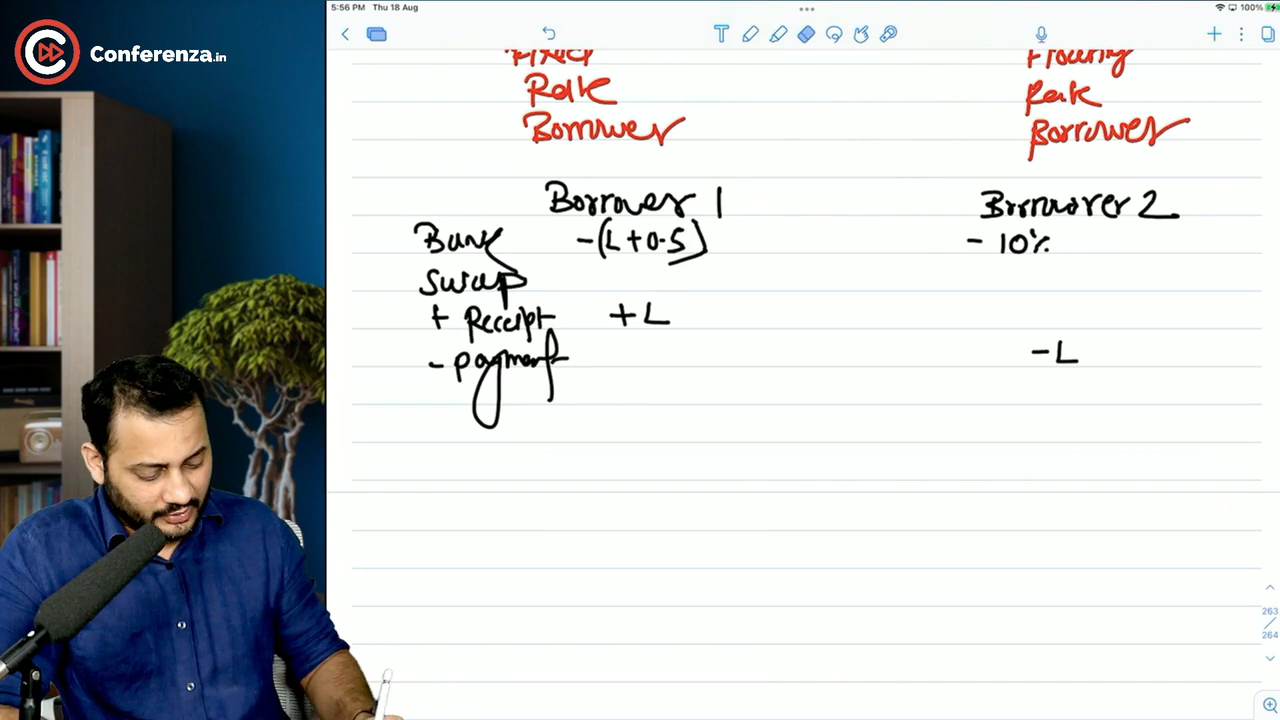 5:56 PM Thu 18 Aug
100%
Conferenza.in
Fixed
Floating
Rate
Rate
Borrower
Borrower
Borrower 1
Borrower 2
Bank
-(L+0.5)
- 10%
Swap
+ Receipt
+L
- payment
-L
263
264